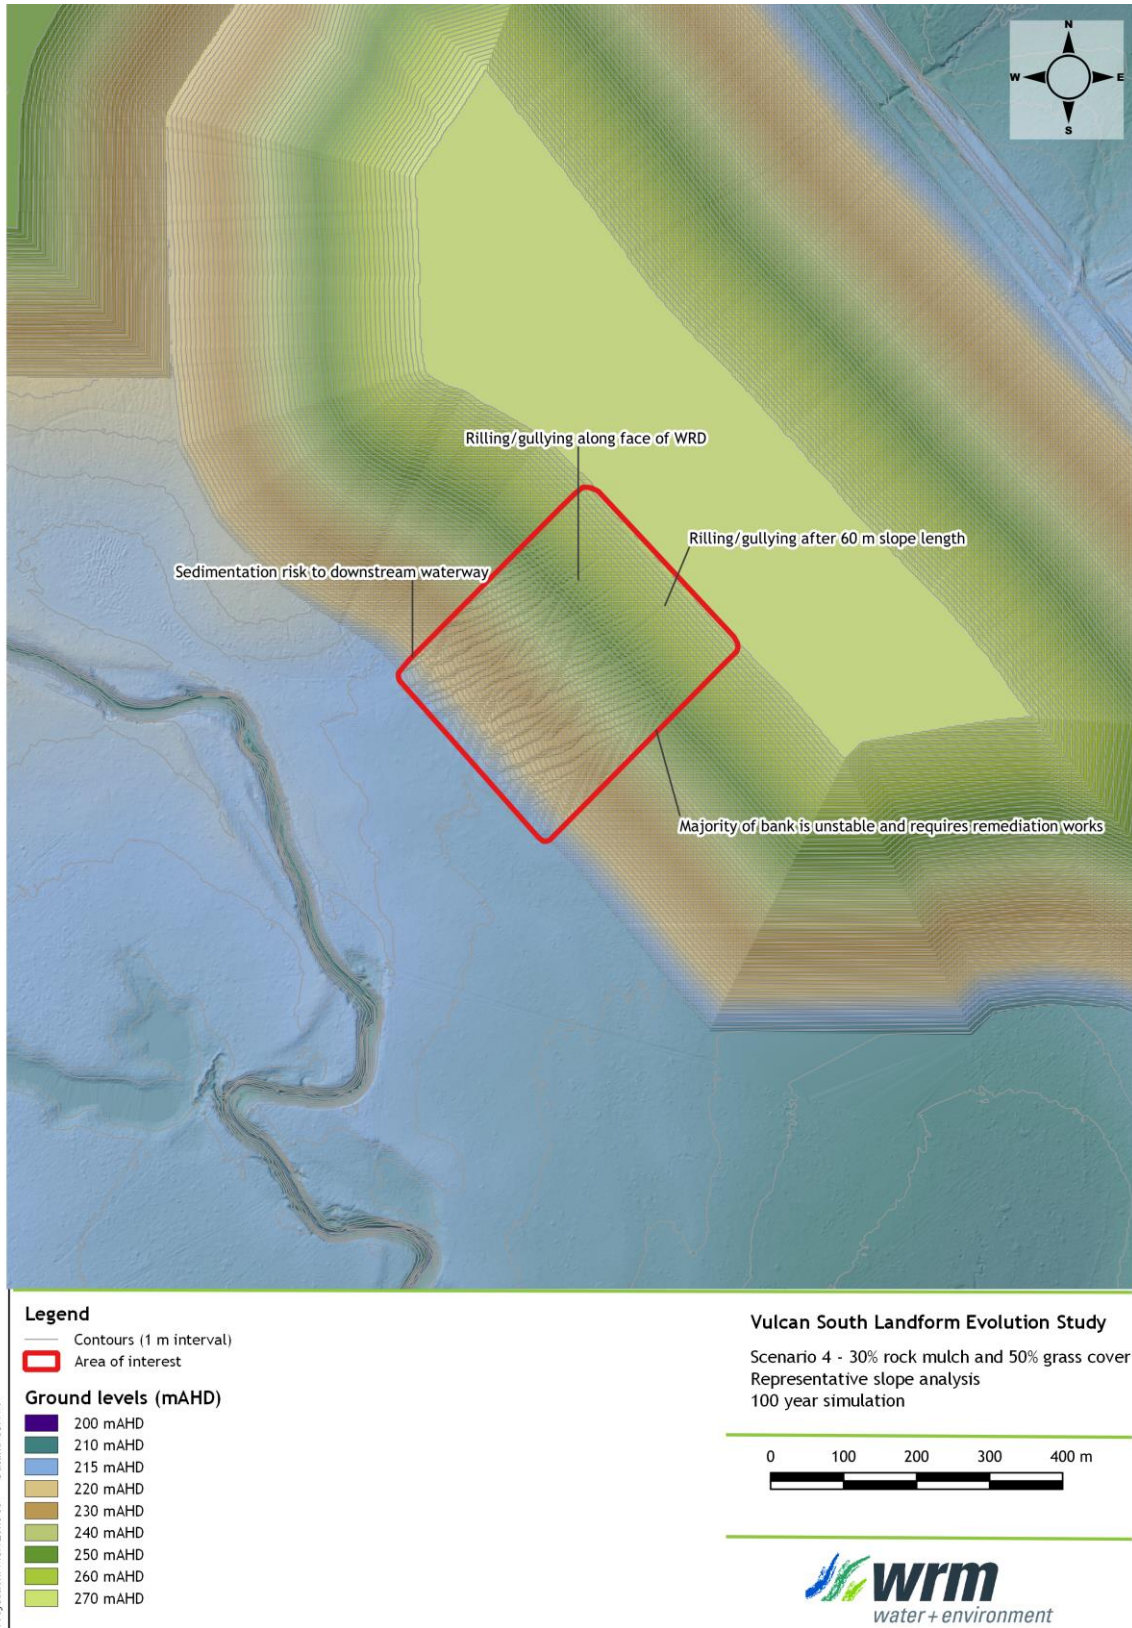 N
W
E
S
Rilling/gullying along face of WRD
Rilling/gullying after 60 m slope length
Sedimentation risk to downstream waterway
Majority of bank is unstable and requires remediation works
Legend
Contours (1 m interval)
Area of interest
Ground levels (mAHD)
200 mAHD
210 mAHD
215 mAHD
220 mAHD
230 mAHD
240 mAHD
250 mAHD
260 mAHD
270 mAHD
Vulcan South Landform Evolution Study
Scenario 4 - 30% rock mulch and 50% grass cover
Representative slope analysis
100 year simulation
0 100 200 300 400 m
wrm
water + environment